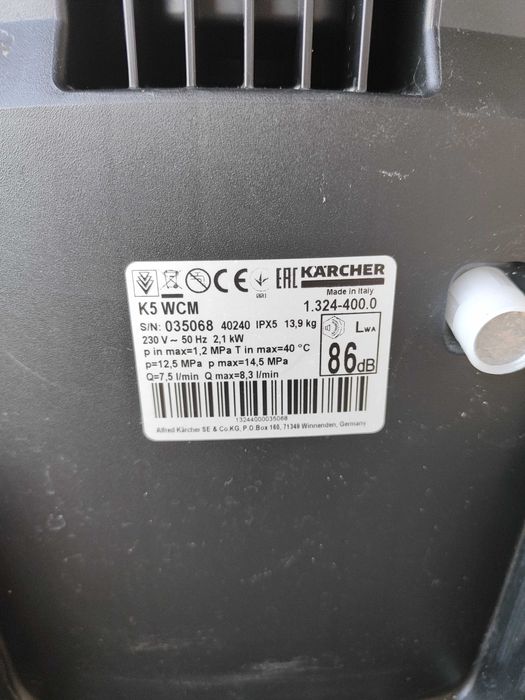 CE 001 EAC KÄRCHER
Made in Italy
K5 WCM 1.324-400.0
S/N: 035068 40240 IPX5 13,9 kg
230 V ~ 50 Hz 2,1 kW
p in max=1,2 MPa T in max=40 °C
p=12,5 MPa p max=14,5 MPa
Q=7,5 l/min Q max=8,3 l/min
LWA
86dB
13244000035068
Alfred Kärcher SE & Co.KG, P.O.Box 160, 71349 Winnenden, Germany